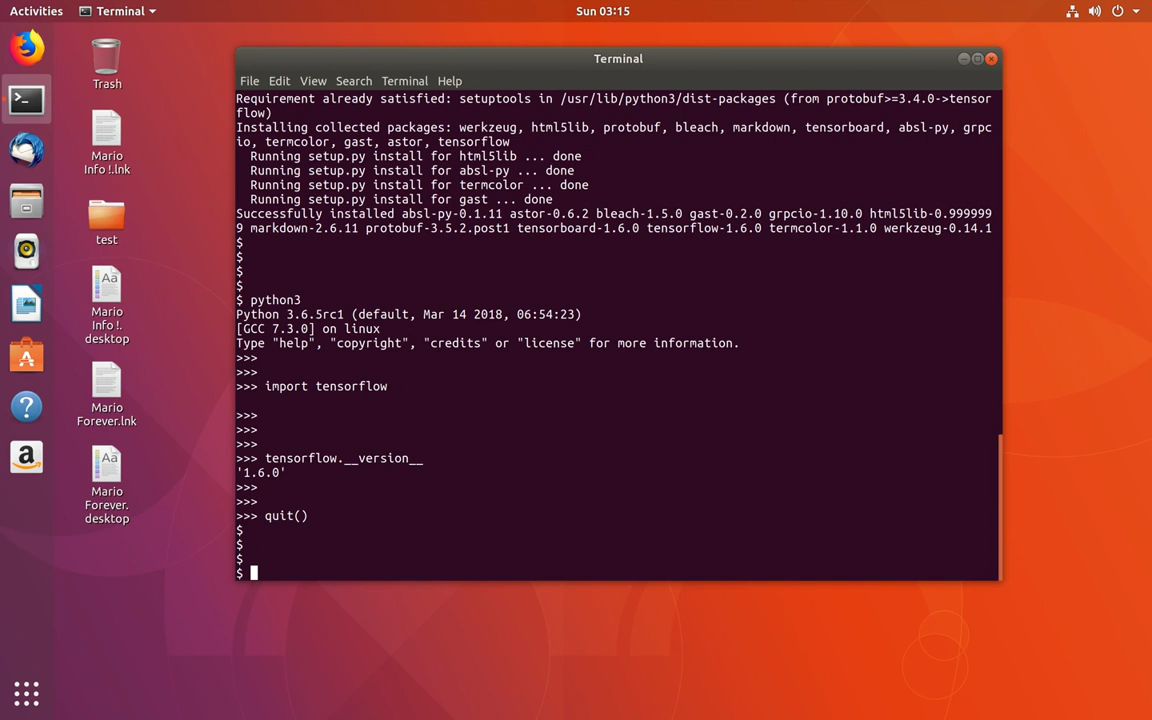 Activities
Terminal
Sun 03:15
Trash
Mario
Info !.lnk
test
Mario
Info !.
desktop
Mario
Forever.lnk
Mario
Forever.
desktop
Terminal
File Edit View Search Terminal Help
Requirement already satisfied: setuptools in /usr/lib/python3/dist-packages (from protobuf>=3.4.0->tensor
flow)
Installing collected packages: werkzeug, html5lib, protobuf, bleach, markdown, tensorboard, absl-py, grpc
io, termcolor, gast, astor, tensorflow
  Running setup.py install for html5lib ... done
  Running setup.py install for absl-py ... done
  Running setup.py install for termcolor ... done
  Running setup.py install for gast ... done
Successfully installed absl-py-0.1.11 astor-0.6.2 bleach-1.5.0 gast-0.2.0 grpcio-1.10.0 html5lib-0.999999
9 markdown-2.6.11 protobuf-3.5.2.post1 tensorboard-1.6.0 tensorflow-1.6.0 termcolor-1.1.0 werkzeug-0.14.1
$
$
$
$
$ python3
Python 3.6.5rc1 (default, Mar 14 2018, 06:54:23)
[GCC 7.3.0] on linux
Type "help", "copyright", "credits" or "license" for more information.
>>>
>>>
>>> import tensorflow
>>>
>>>
>>>
>>> tensorflow.__version__
'1.6.0'
>>>
>>>
>>> quit()
$
$
$
$